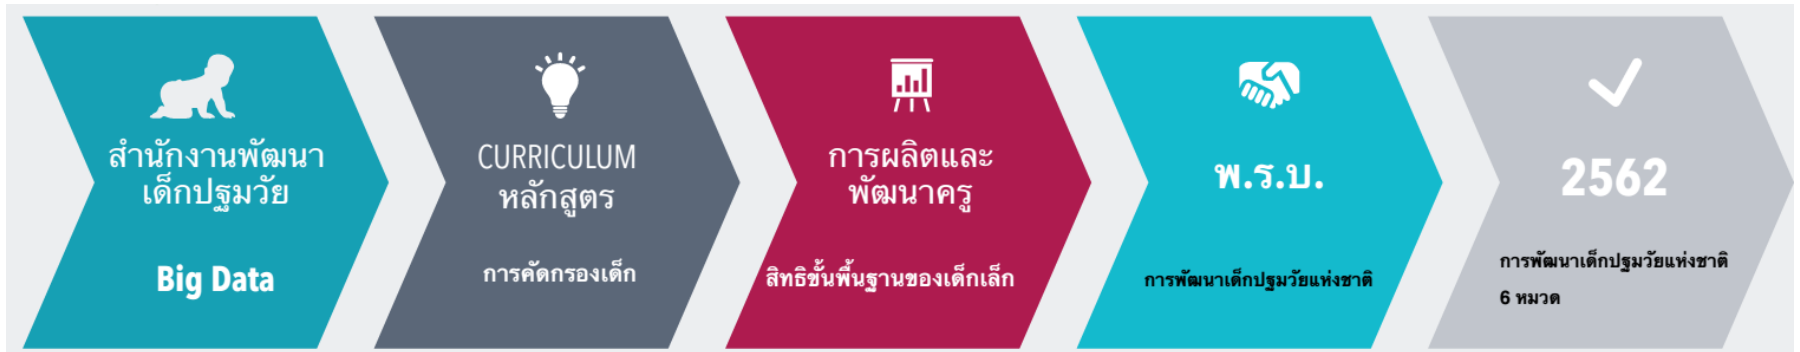 สำนักงานพัฒนา
เด็กปฐมวัย
Big Data
CURRICULUM
หลักสูตร
การคัดกรองเด็ก
การผลิตและ
พัฒนาครู
สิทธิขั้นพื้นฐานของเด็กเล็ก
พ.ร.บ.
การพัฒนาเด็กปฐมวัยแห่งชาติ
2562
การพัฒนาเด็กปฐมวัยแห่งชาติ
6 หมวด